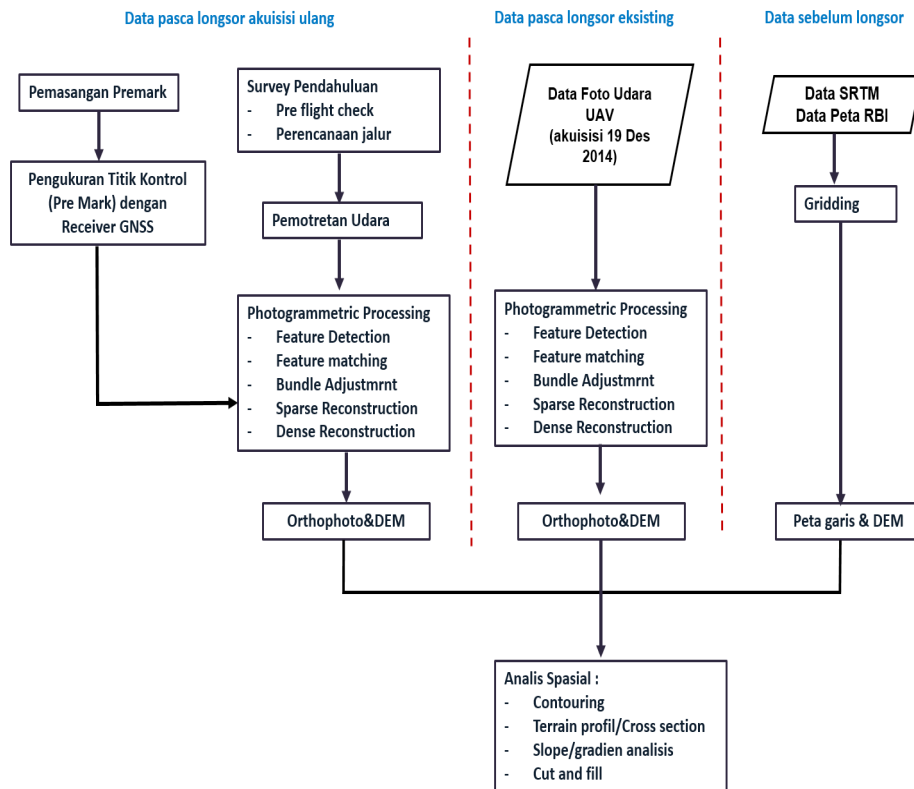 Data pasca longsor akuisisi ulang
Data pasca longsor eksisting
Data sebelum longsor
Pemasangan Premark
Pengukuran Titik Kontrol
(Pre Mark) dengan
Receiver GNSS
Survey Pendahuluan
- Pre flight check
- Perencanaan jalur
Pemotretan Udara
Photogrammetric Processing
- Feature Detection
- Feature matching
- Bundle Adjustmrnt
- Sparse Reconstruction
- Dense Reconstruction
Orthophoto&DEM
Data Foto Udara
UAV
(akuisisi 19 Des
2014)
Photogrammetric Processing
- Feature Detection
- Feature matching
- Bundle Adjustmrnt
- Sparse Reconstruction
- Dense Reconstruction
Orthophoto&DEM
Data SRTM
Data Peta RBI
Gridding
Peta garis & DEM
Analis Spasial :
- Contouring
- Terrain profil/Cross section
- Slope/gradien analisis
- Cut and fill